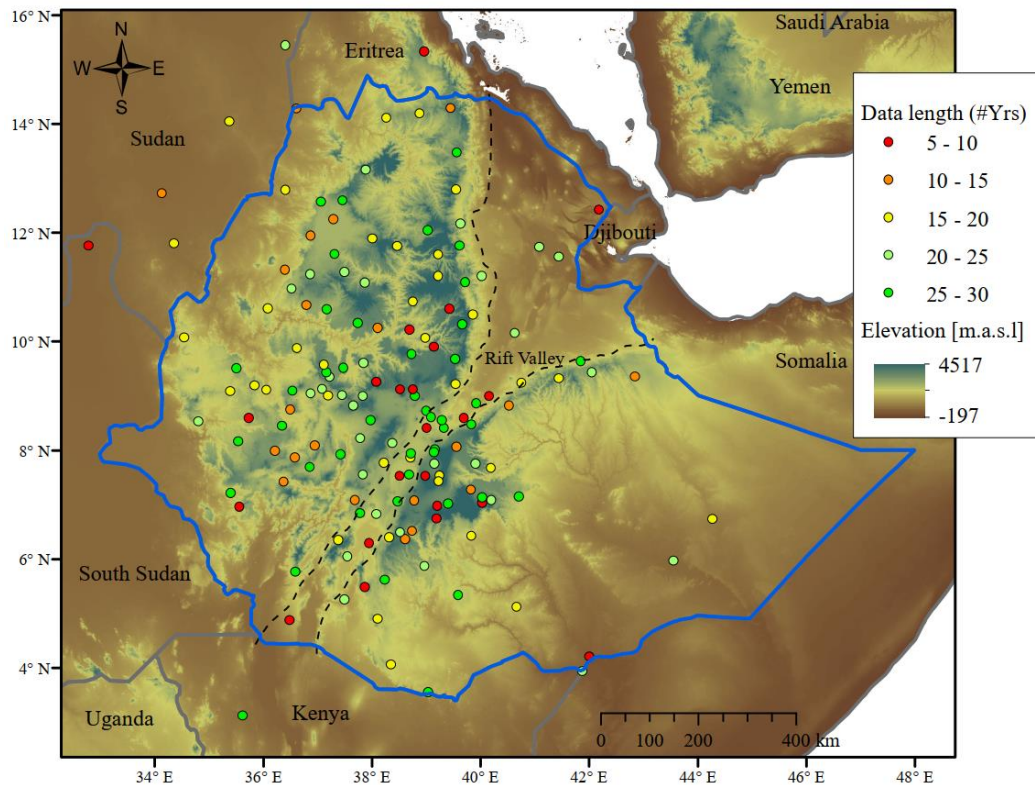 16° N
14° N
12° N
10° N
8° N
6° N
4° N
N
W E
S
Eritrea
Saudi Arabia
Yemen
Sudan
Djibouti
Rift Valley
Somalia
South Sudan
Uganda
Kenya
Data length (#Yrs)
5 - 10
10 - 15
15 - 20
20 - 25
25 - 30
Elevation [m.a.s.l]
4517
-197
0 100 200 400 km
34° E 36° E 38° E 40° E 42° E 44° E 46° E 48° E